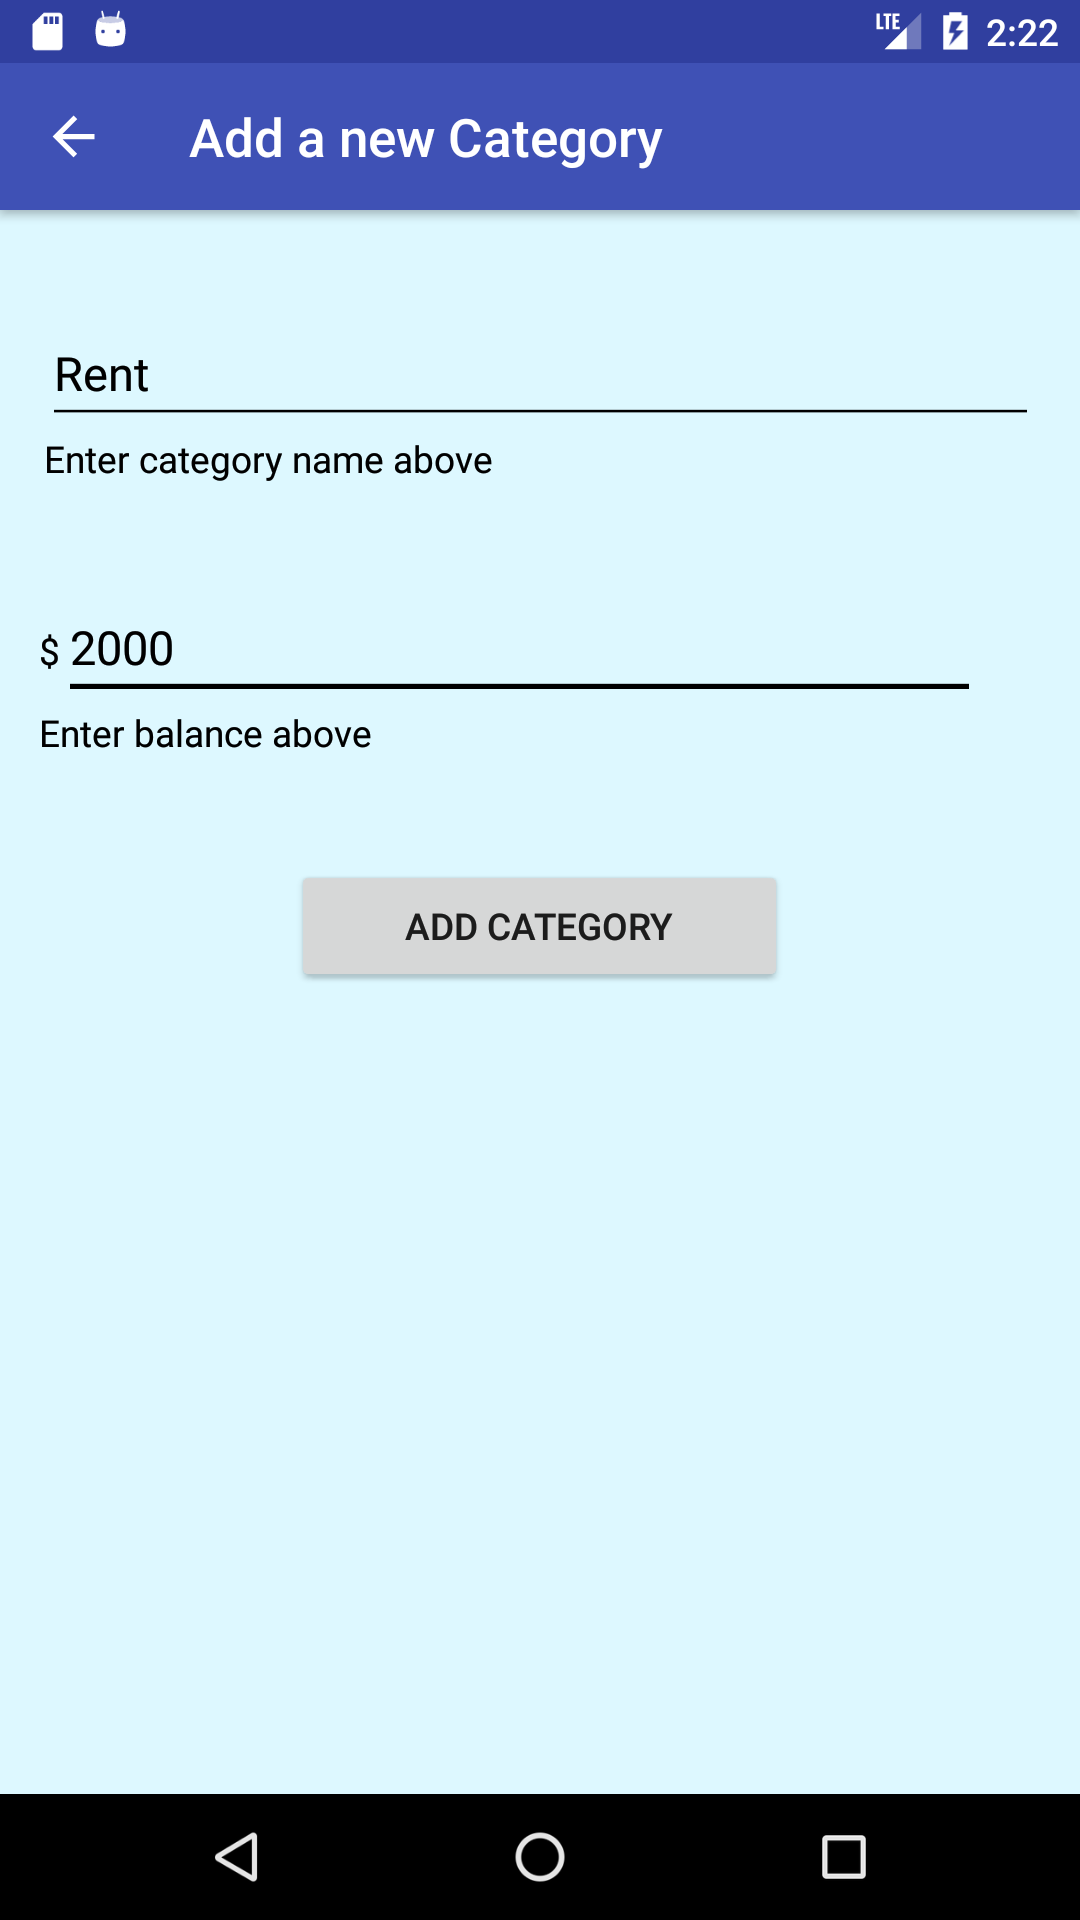 LTE 2:22
Add a new Category
Rent
Enter category name above
$ 2000
Enter balance above
ADD CATEGORY